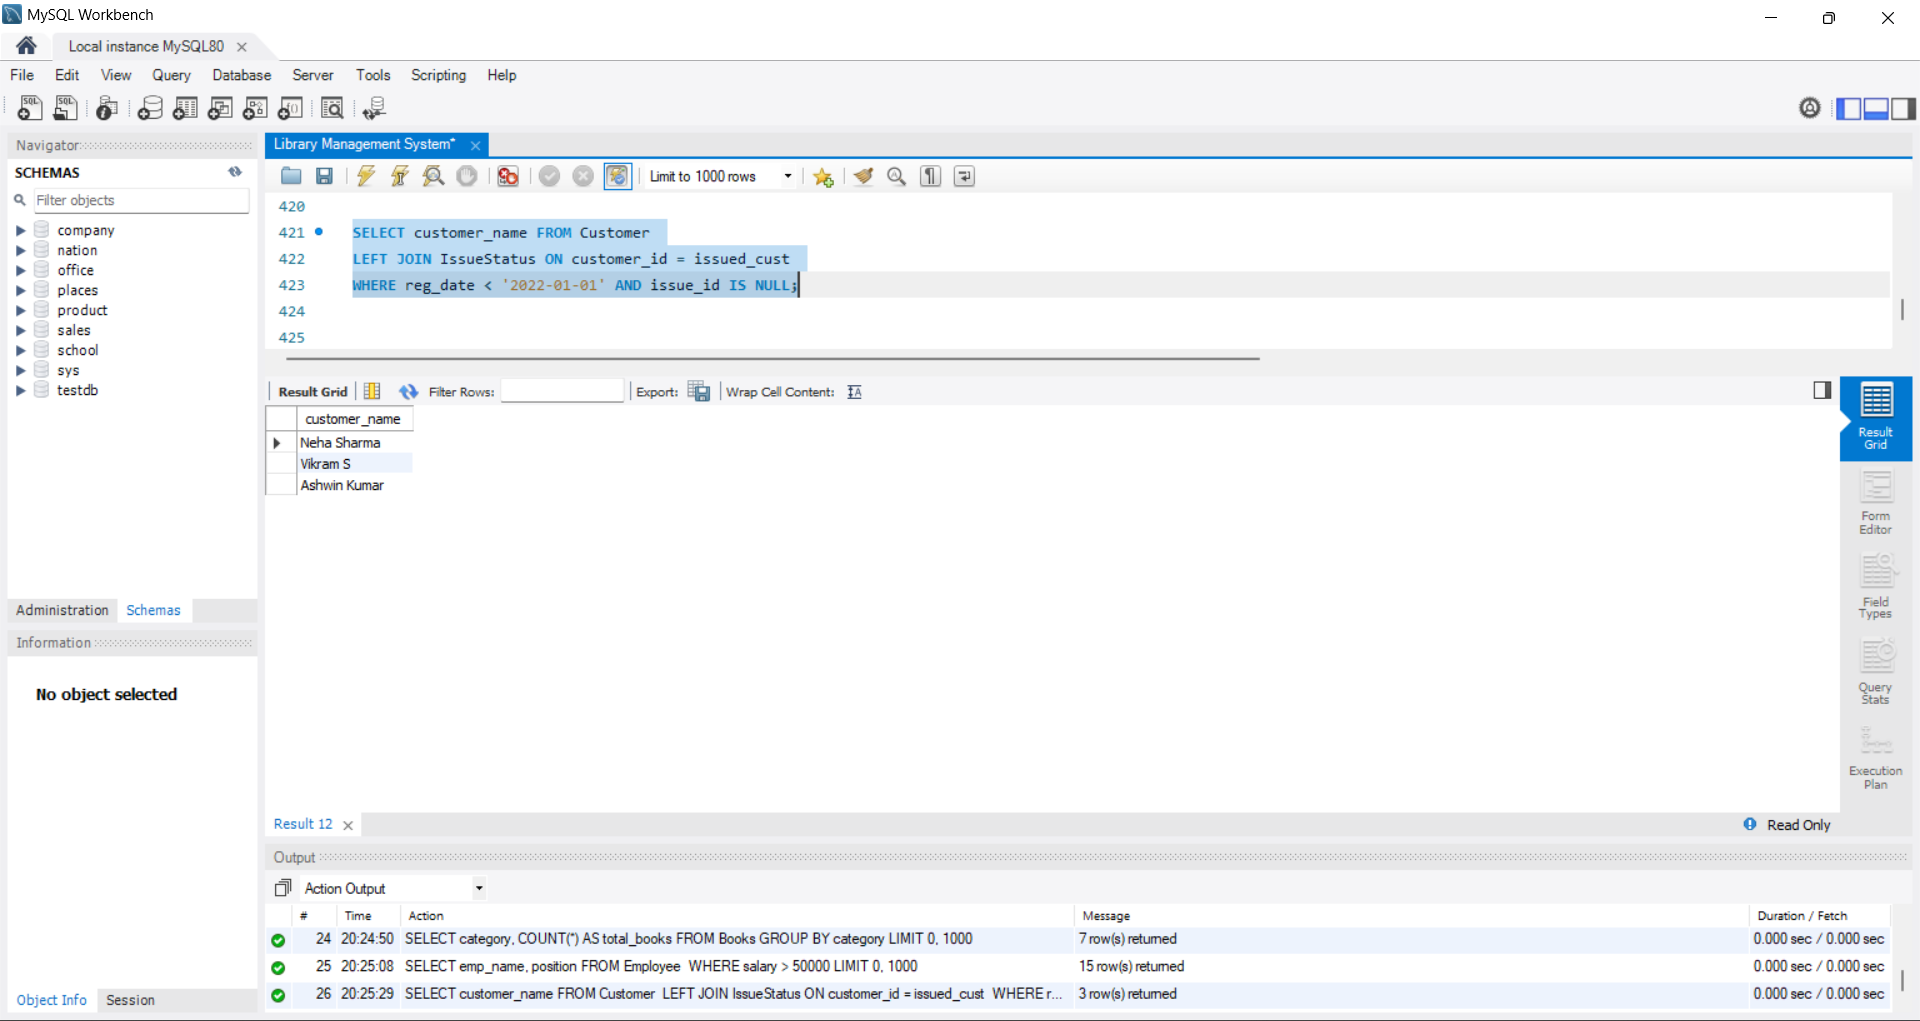 MySQL Workbench
Local instance MySQL80
File Edit View Query Database Server Tools Scripting Help
Navigator
SCHEMAS
Filter objects
company
nation
office
places
product
sales
school
sys
testdb
Administration Schemas
Information
No object selected
Object Info Session
Library Management System*
Limit to 1000 rows
420
421 SELECT customer_name FROM Customer
422 LEFT JOIN IssueStatus ON customer_id = issued_cust
423 WHERE reg_date < '2022-01-01' AND issue_id IS NULL;
424
425
Result Grid Filter Rows: Export: Wrap Cell Content:
customer_name
Neha Sharma
Vikram S
Ashwin Kumar
Result
Grid
Form
Editor
Field
Types
Query
Stats
Execution
Plan
Result 12 Read Only
Output
Action Output
# Time Action Message Duration / Fetch
24 20:24:50 SELECT category, COUNT(*) AS total_books FROM Books GROUP BY category LIMIT 0, 1000 7 row(s) returned 0.000 sec / 0.000 sec
25 20:25:08 SELECT emp_name, position FROM Employee WHERE salary > 50000 LIMIT 0, 1000 15 row(s) returned 0.000 sec / 0.000 sec
26 20:25:29 SELECT customer_name FROM Customer LEFT JOIN IssueStatus ON customer_id = issued_cust WHERE r... 3 row(s) returned 0.000 sec / 0.000 sec